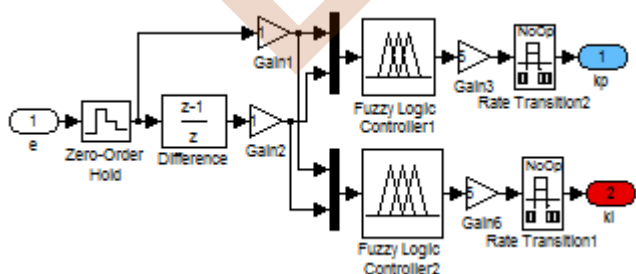 1
Gain1
Fuzzy Logic
Controller1
5
Gain3
NoOp
Rate Transition2
1
kp
1
e
Zero-Order
Hold
z-1
z
Difference
1
Gain2
Fuzzy Logic
Controller2
5
Gain6
NoOp
Rate Transition1
2
ki